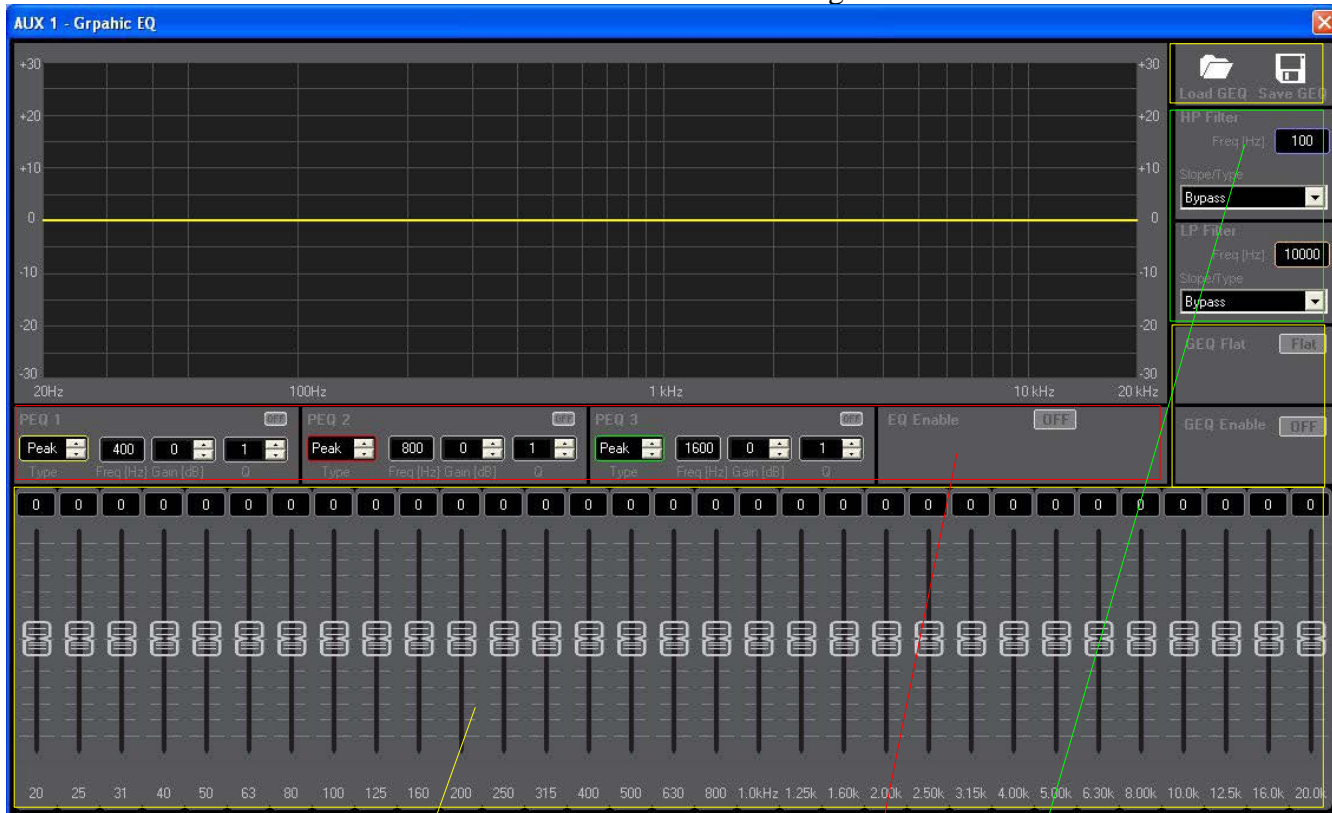 AUX 1 - Grpahic EQ
+30 +30
+20 +20
+10 +10
0 0
-10 -10
-20 -20
-30 -30
20Hz 100Hz 1 kHz 10 kHz 20 kHz
Load GEQ Save GEQ
HP Filter
Freq [Hz] 100
Slope/Type
Bypass
LP Filter
Freq [Hz] 10000
Slope/Type
Bypass
GEQ Flat Flat
GEQ Enable OFF
PEQ 1 OFF PEQ 2 OFF PEQ 3 OFF EQ Enable OFF
Peak 400 0 1 Peak 800 0 1 Peak 1600 0 1
Type Freq [Hz] Gain [dB] Q Type Freq [Hz] Gain [dB] Q Type Freq [Hz] Gain [dB] Q
0 0 0 0 0 0 0 0 0 0 0 0 0 0 0 0 0 0 0 0 0 0 0 0 0 0 0 0 0 0 0
20 25 31 40 50 63 80 100 125 160 200 250 315 400 500 630 800 1.0kHz 1.25k 1.60k 2.00k 2.50k 3.15k 4.00k 5.00k 6.30k 8.00k 10.0k 12.5k 16.0k 20.0k